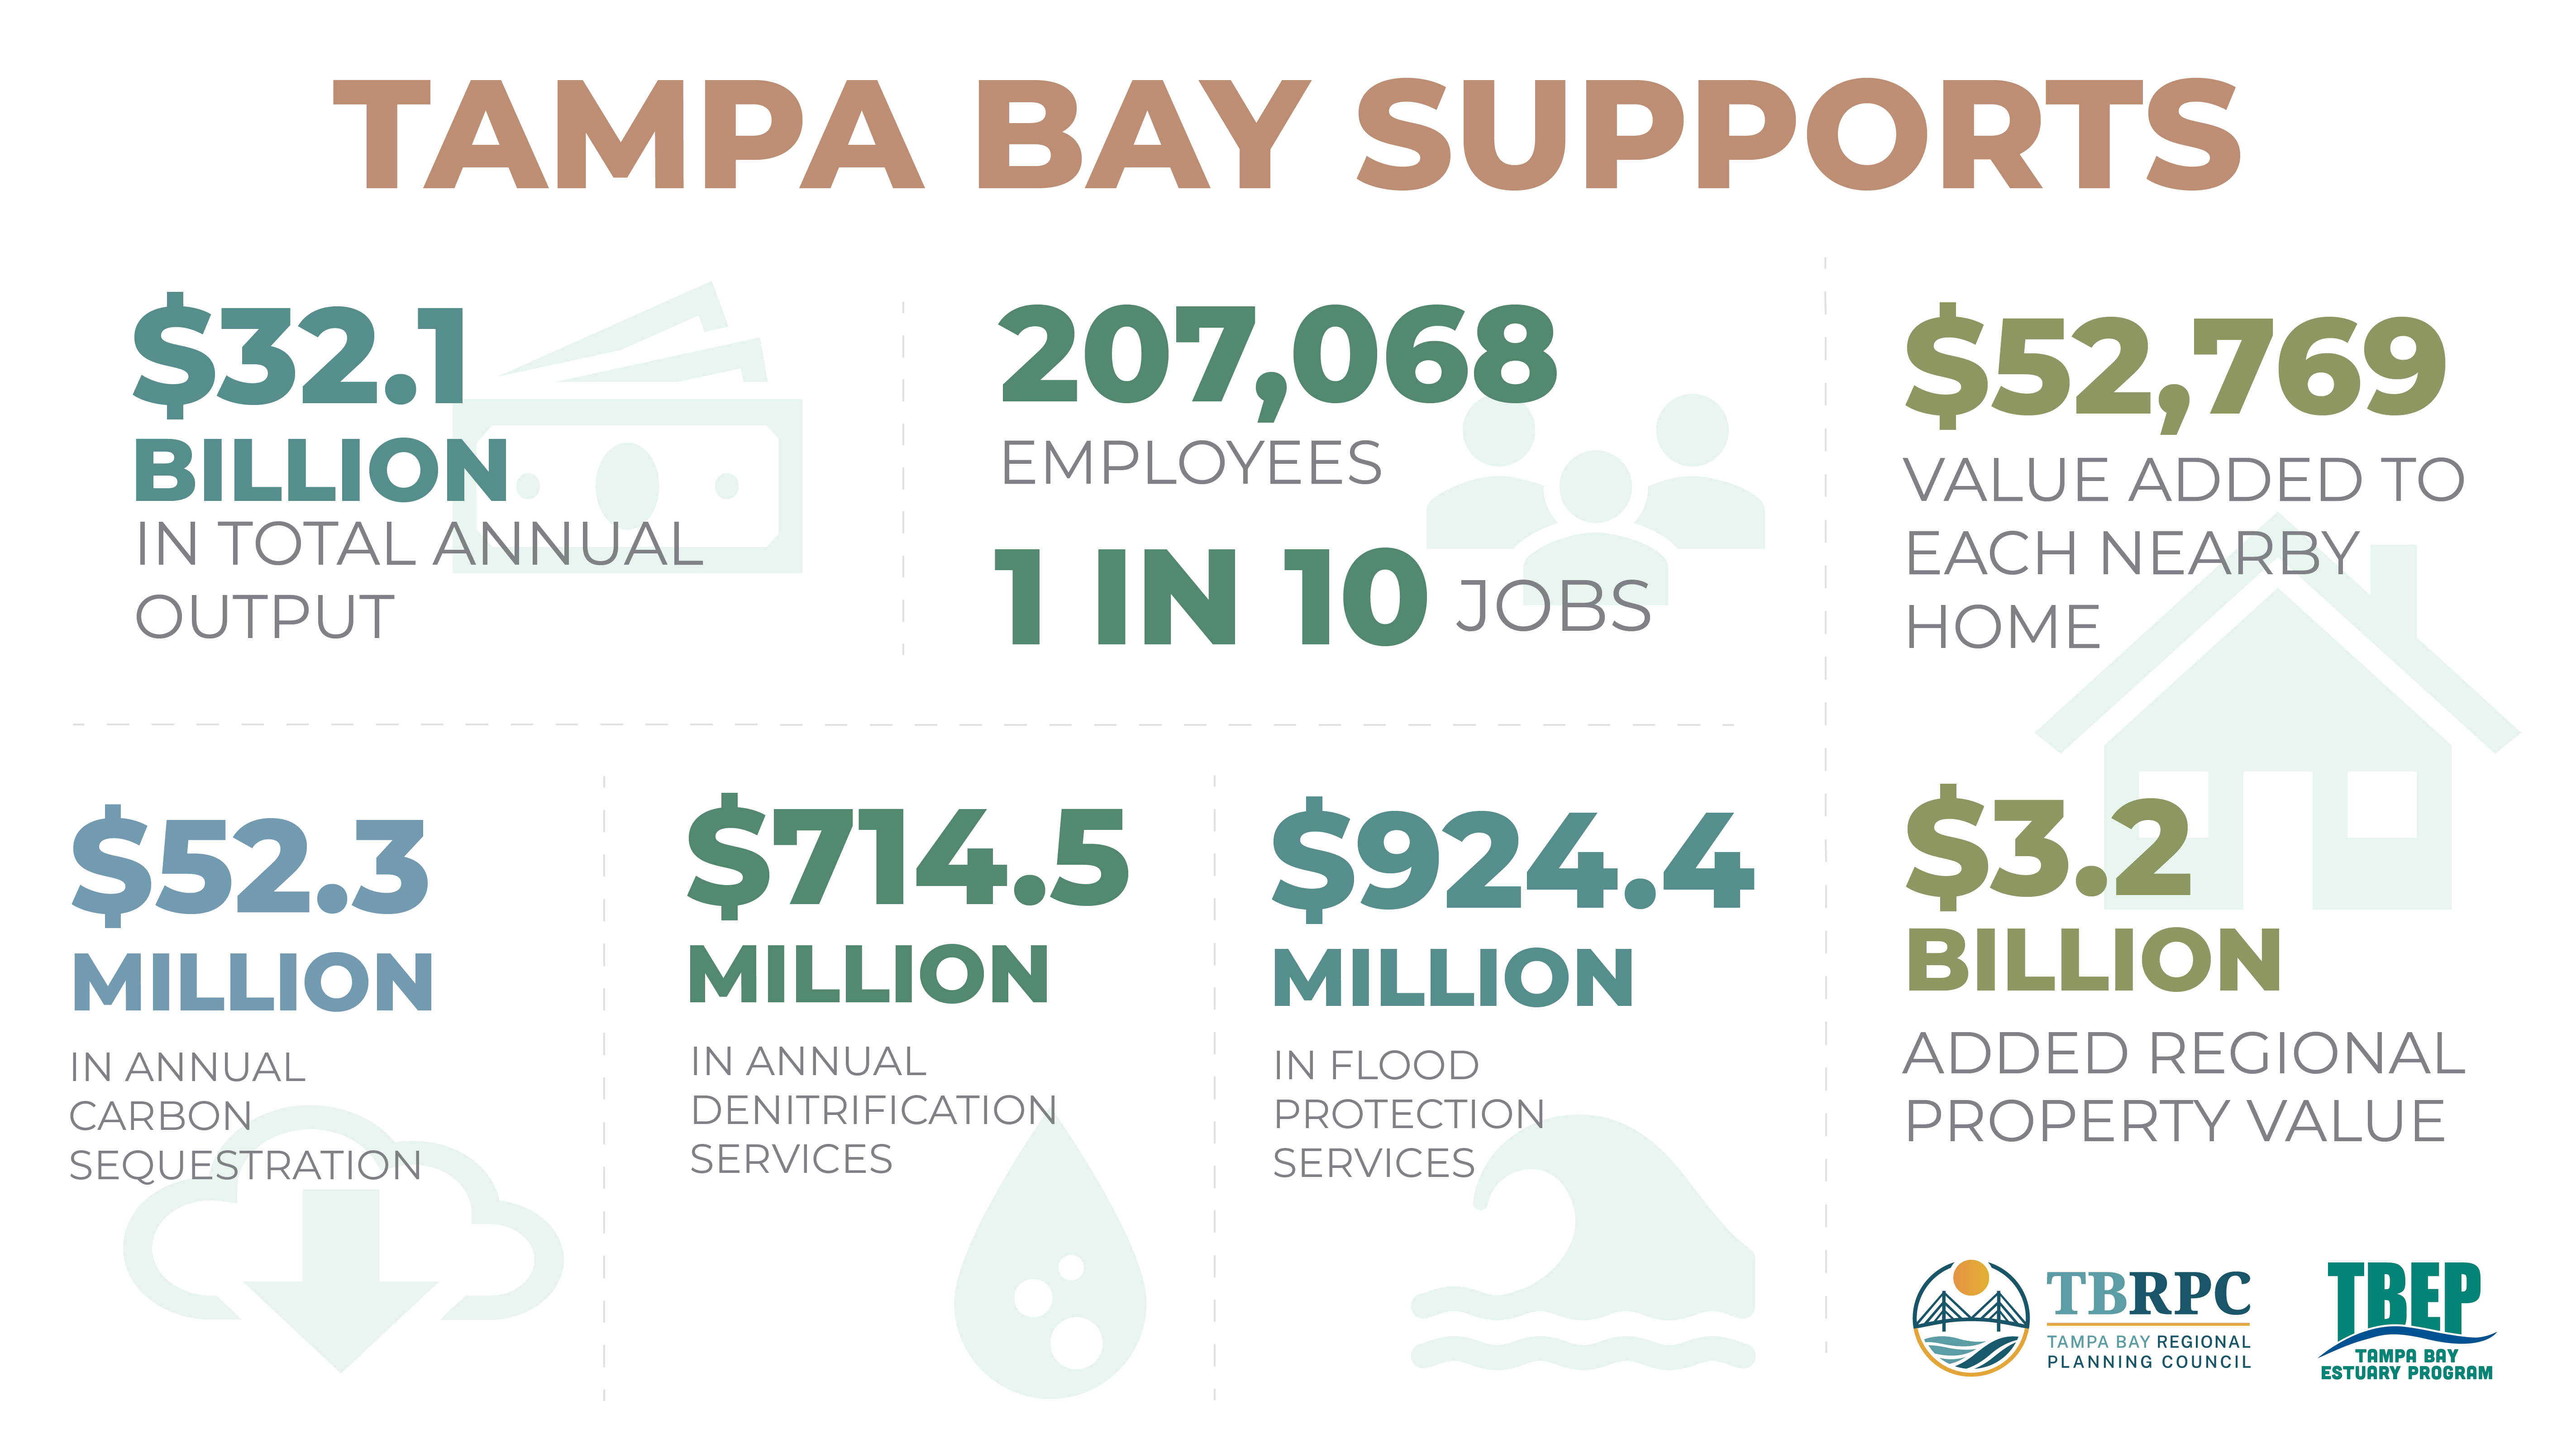 TAMPA BAY SUPPORTS
$32.1
BILLION
IN TOTAL ANNUAL
OUTPUT
207,068
EMPLOYEES
1 IN 10 JOBS
$52,769
VALUE ADDED TO
EACH NEARBY
HOME
$3.2
BILLION
ADDED REGIONAL
PROPERTY VALUE
$52.3
MILLION
IN ANNUAL
CARBON
SEQUESTRATION
$714.5
MILLION
IN ANNUAL
DENITRIFICATION
SERVICES
$924.4
MILLION
IN FLOOD
PROTECTION
SERVICES
TBRPC
TAMPA BAY REGIONAL
PLANNING COUNCIL
TBEP
TAMPA BAY
ESTUARY PROGRAM